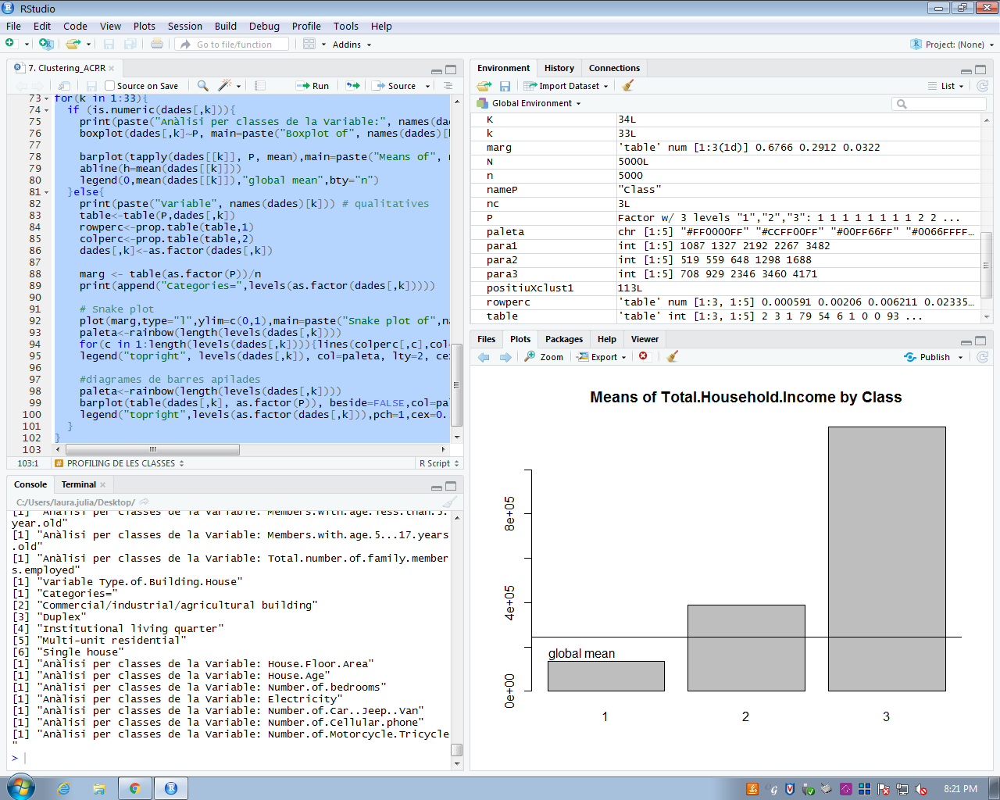 RStudio
File Edit Code View Plots Session Build Debug Profile Tools Help
Go to file/function Addins Project: (None)
7. Clustering_ACRR
Source on Save Run Source
73 for(k in 1:33){
74 if (is.numeric(dades[,k])){
75 print(paste("Anàlisi per classes de la Variable:", names(dad
76 boxplot(dades[,k]~P, main=paste("Boxplot of", names(dades)[k
77
78 barplot(tapply(dades[[k]], P, mean),main=paste("Means of", n
79 abline(h=mean(dades[[k]]))
80 legend(0,mean(dades[[k]]),"global mean",bty="n")
81 }else{
82 print(paste("Variable", names(dades)[k])) # qualitatives
83 table<-table(P,dades[,k])
84 rowperc<-prop.table(table,1)
85 colperc<-prop.table(table,2)
86 dades[,k]<-as.factor(dades[,k])
87
88 marg <- table(as.factor(P))/n
89 print(append("Categories=",levels(as.factor(dades[,k]))))
90
91 # Snake plot
92 plot(marg,type="l",ylim=c(0,1),main=paste("Snake plot of",na
93 paleta<-rainbow(length(levels(dades[,k])))
94 for(c in 1:length(levels(dades[,k]))){lines(colperc[,c],col=
95 legend("topright", levels(dades[,k]), col=paleta, lty=2, cex
96
97 #diagrames de barres apilades
98 paleta<-rainbow(length(levels(dades[,k])))
99 barplot(table(dades[,k], as.factor(P)), beside=FALSE,col=pal
100 legend("topright",levels(as.factor(dades[,k])),pch=1,cex=0.
101 }
102 }
103
103:1 # PROFILING DE LES CLASSES R Script
Console Terminal
C:/Users/laura.julia/Desktop/
[1] "Anàlisi per classes de la Variable: Members.with.age.less.than.5.
year.old"
[1] "Anàlisi per classes de la Variable: Members.with.age.5...17.years
.old"
[1] "Anàlisi per classes de la Variable: Total.number.of.family.member
s.employed"
[1] "Variable Type.of.Building.House"
[1] "Categories="
[2] "Commercial/industrial/agricultural building"
[3] "Duplex"
[4] "Institutional living quarter"
[5] "Multi-unit residential"
[6] "Single house"
[1] "Anàlisi per classes de la Variable: House.Floor.Area"
[1] "Anàlisi per classes de la Variable: House.Age"
[1] "Anàlisi per classes de la Variable: Number.of.bedrooms"
[1] "Anàlisi per classes de la Variable: Electricity"
[1] "Anàlisi per classes de la Variable: Number.of.Car..Jeep..Van"
[1] "Anàlisi per classes de la Variable: Number.of.Cellular.phone"
[1] "Anàlisi per classes de la Variable: Number.of.Motorcycle.Tricycle
"
>
Environment History Connections
Import Dataset List
Global Environment
K 34L
k 33L
marg 'table' num [1:3(1d)] 0.6766 0.2912 0.0322
N 5000L
n 5000
nameP "Class"
nc 3L
P Factor w/ 3 levels "1","2","3": 1 1 1 1 1 1 1 1 2 2 ...
paleta chr [1:5] "#FF0000FF" "#CCFF00FF" "#00FF66FF" "#0066FFFF…
para1 int [1:5] 1087 1327 2192 2267 3482
para2 int [1:5] 519 559 648 1298 1688
para3 int [1:5] 708 929 2346 3460 4171
positiuXclust1 113L
rowperc 'table' num [1:3, 1:5] 0.000591 0.00206 0.006211 0.02335…
table 'table' int [1:3, 1:5] 2 3 1 79 54 6 1 0 0 93 ...
Files Plots Packages Help Viewer
Zoom Export Publish
Means of Total.Household.Income by Class
8e+05
4e+05
0e+00
global mean
1 2 3
8:21 PM